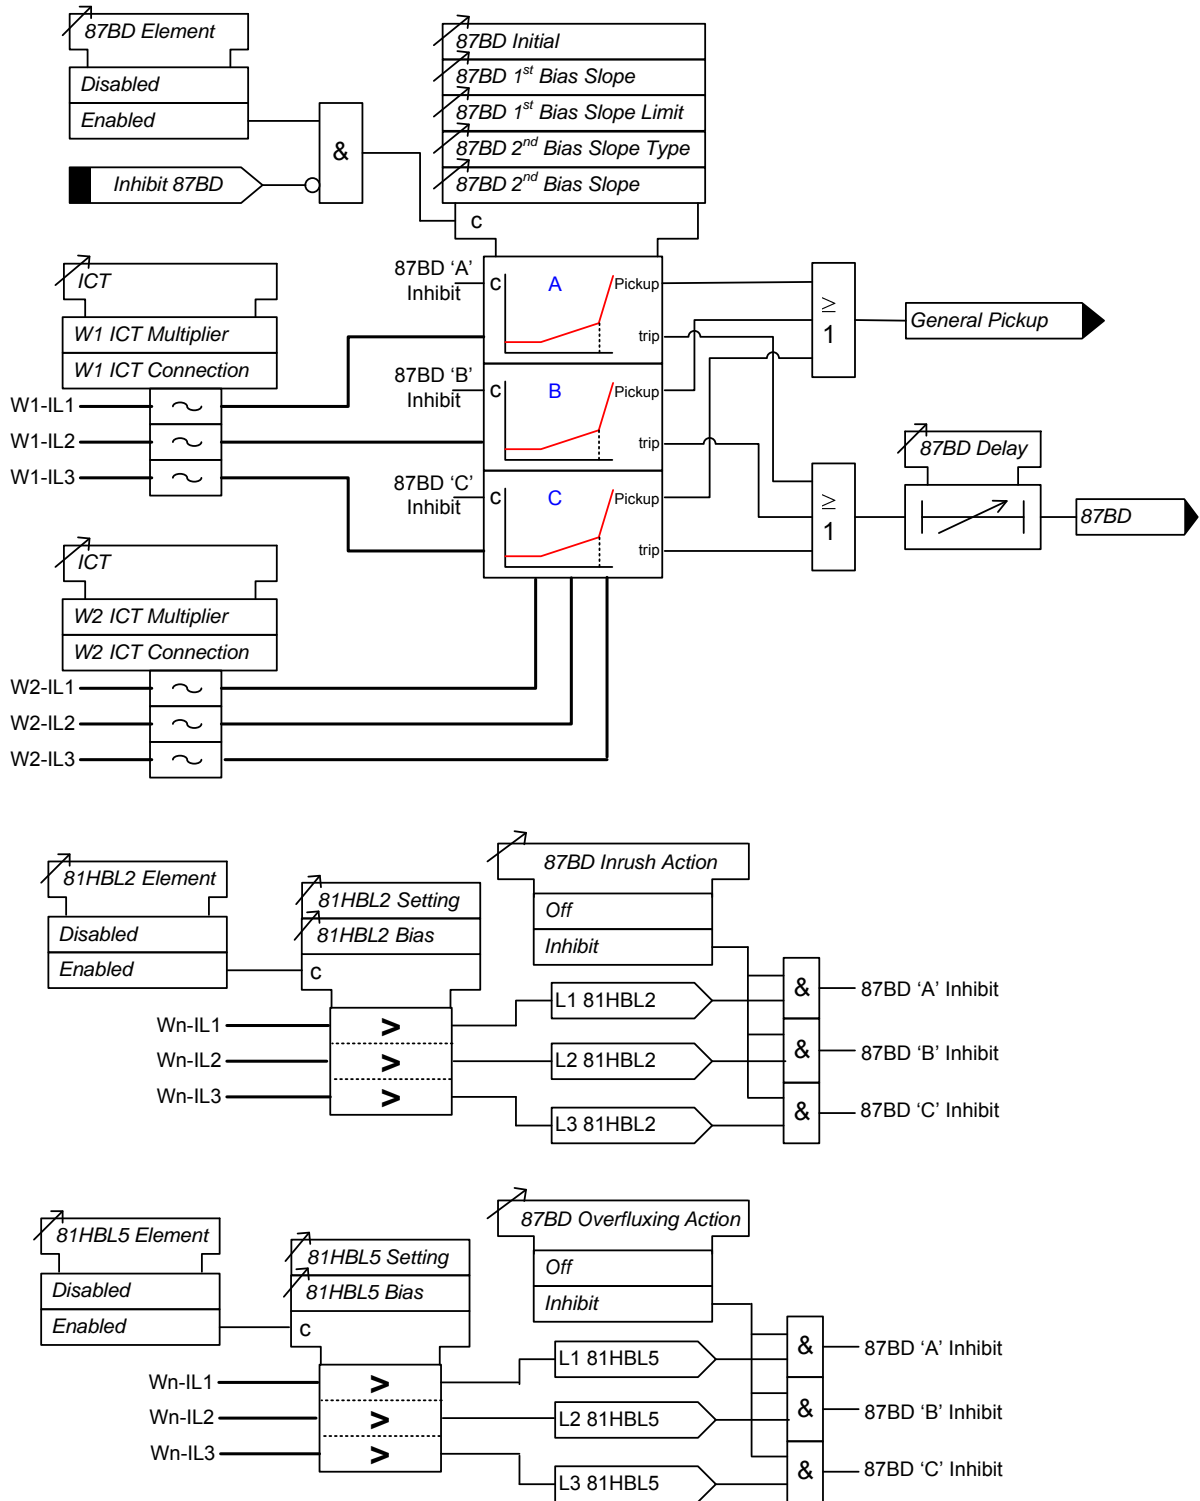 87BD Element
Disabled
Enabled
Inhibit 87BD
&
87BD Initial
87BD 1st Bias Slope
87BD 1st Bias Slope Limit
87BD 2nd Bias Slope Type
87BD 2nd Bias Slope
c
ICT
W1 ICT Multiplier
W1 ICT Connection
W1-IL1
W1-IL2
W1-IL3
87BD ‘A’
Inhibit
c
A
Pickup
trip
87BD ‘B’
Inhibit
c
B
Pickup
trip
87BD ‘C’
Inhibit
c
C
Pickup
trip
≥
1
General Pickup
≥
1
87BD Delay
87BD
ICT
W2 ICT Multiplier
W2 ICT Connection
W2-IL1
W2-IL2
W2-IL3
81HBL2 Element
Disabled
Enabled
81HBL2 Setting
81HBL2 Bias
c
87BD Inrush Action
Off
Inhibit
Wn-IL1
>
L1 81HBL2
&
87BD ‘A’ Inhibit
Wn-IL2
>
L2 81HBL2
&
87BD ‘B’ Inhibit
Wn-IL3
>
L3 81HBL2
&
87BD ‘C’ Inhibit
81HBL5 Element
Disabled
Enabled
81HBL5 Setting
81HBL5 Bias
c
87BD Overfluxing Action
Off
Inhibit
Wn-IL1
>
L1 81HBL5
&
87BD ‘A’ Inhibit
Wn-IL2
>
L2 81HBL5
&
87BD ‘B’ Inhibit
Wn-IL3
>
L3 81HBL5
&
87BD ‘C’ Inhibit